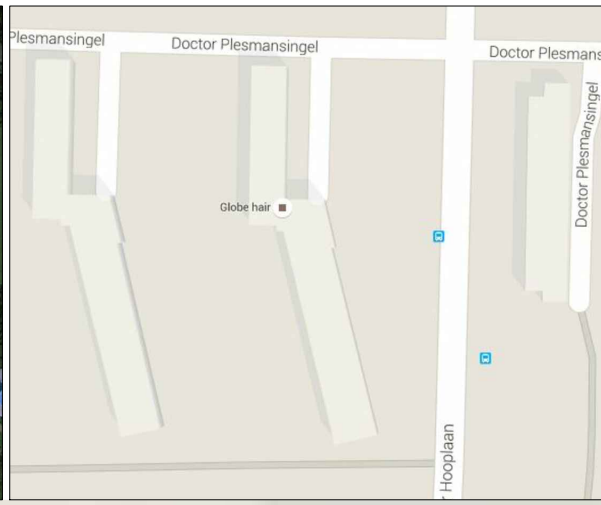 Plesmansingel
Doctor Plesmansingel
Doctor Plesmans
Doctor Plesmansingel
Globe hair
r Hooplaan